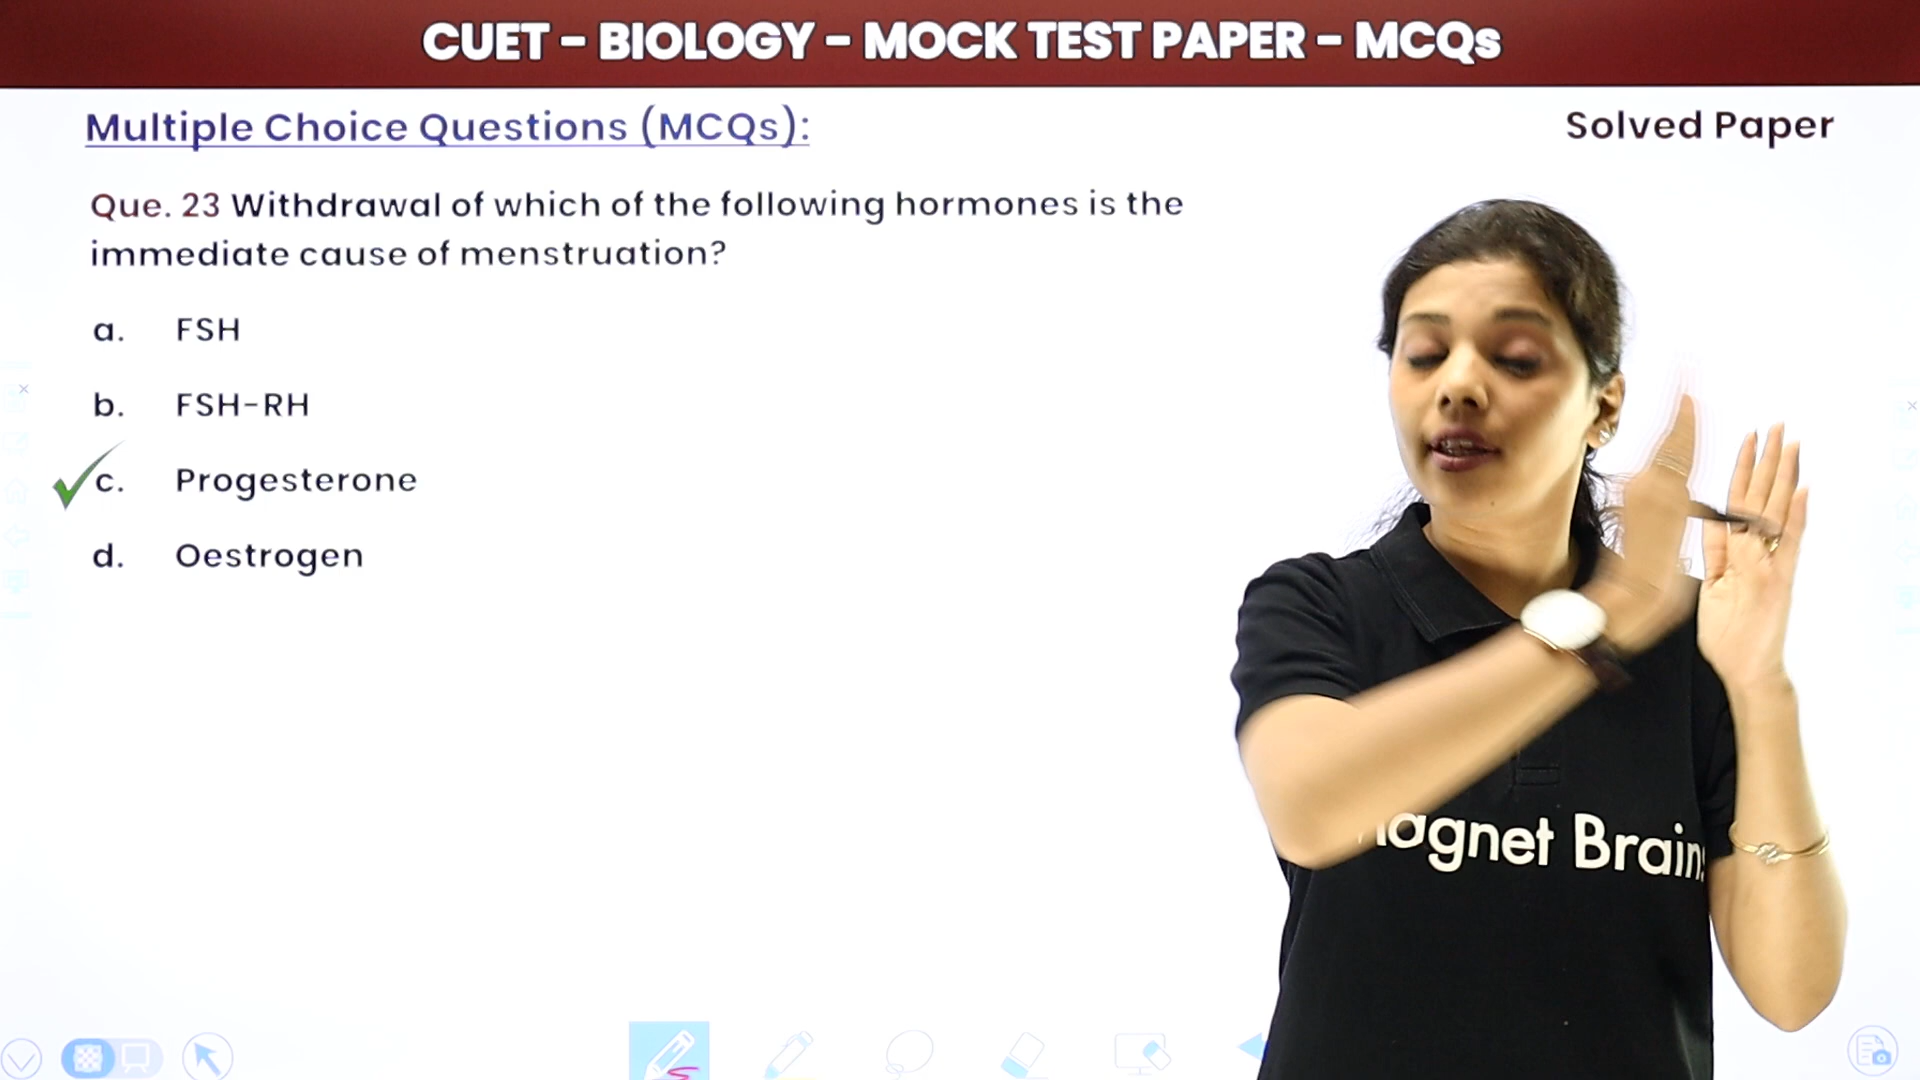 CUET - BIOLOGY - MOCK TEST PAPER - MCQs
Multiple Choice Questions (MCQs):
Solved Paper
Que. 23 Withdrawal of which of the following hormones is the
immediate cause of menstruation?
a. FSH
b. FSH-RH
c. Progesterone
d. Oestrogen
agnet Brain